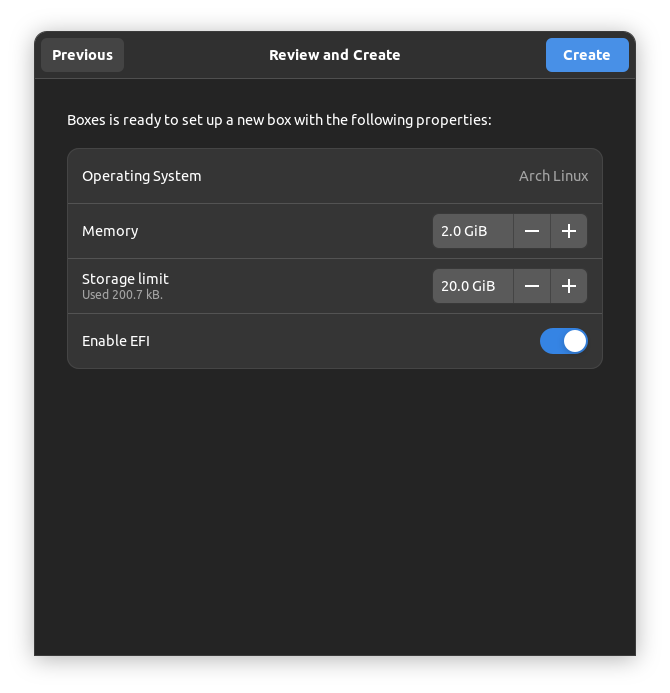 Previous
Review and Create
Create
Boxes is ready to set up a new box with the following properties:
Operating System
Arch Linux
Memory
2.0 GiB
Storage limit
Used 200.7 kB.
20.0 GiB
Enable EFI